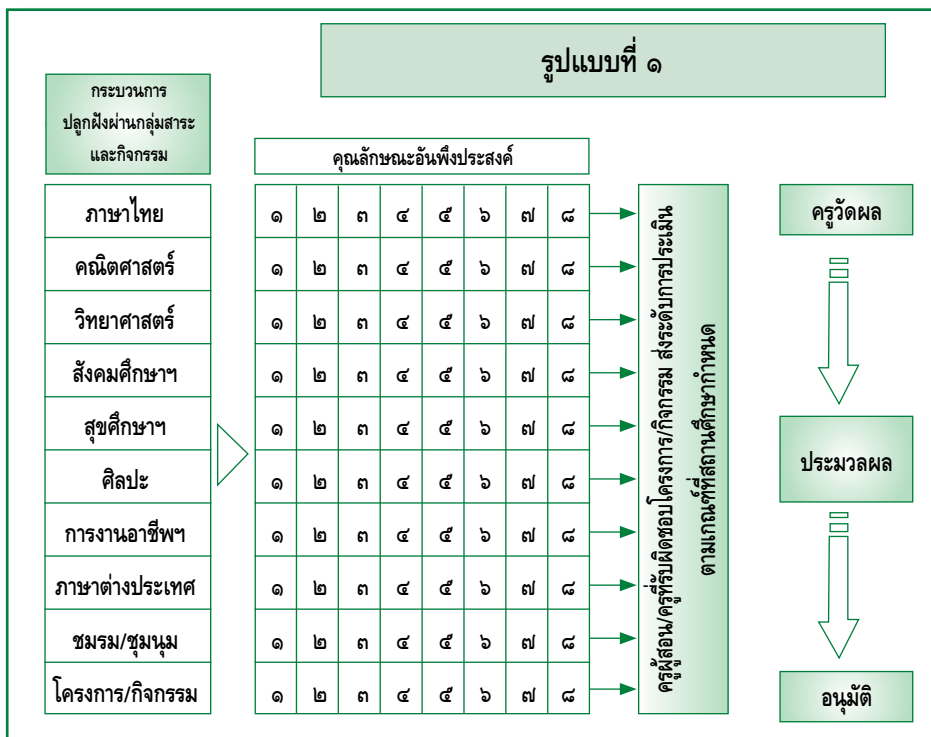 รูปแบบที่ ๑
กระบวนการ
ปลูกฝังผ่านกลุ่มสาระ
และกิจกรรม
คุณลักษณะอันพึงประสงค์
ภาษาไทย ๑ ๒ ๓ ๔ ๕ ๖ ๗ ๘
คณิตศาสตร์ ๑ ๒ ๓ ๔ ๕ ๖ ๗ ๘
วิทยาศาสตร์ ๑ ๒ ๓ ๔ ๕ ๖ ๗ ๘
สังคมศึกษาฯ ๑ ๒ ๓ ๔ ๕ ๖ ๗ ๘
สุขศึกษาฯ ๑ ๒ ๓ ๔ ๕ ๖ ๗ ๘
ศิลปะ ๑ ๒ ๓ ๔ ๕ ๖ ๗ ๘
การงานอาชีพฯ ๑ ๒ ๓ ๔ ๕ ๖ ๗ ๘
ภาษาต่างประเทศ ๑ ๒ ๓ ๔ ๕ ๖ ๗ ๘
ชมรม/ชุมนุม ๑ ๒ ๓ ๔ ๕ ๖ ๗ ๘
โครงการ/กิจกรรม ๑ ๒ ๓ ๔ ๕ ๖ ๗ ๘
ครูผู้สอน/ครูที่รับผิดชอบโครงการ/กิจกรรม ส่งระดับการประเมิน
ตามเกณฑ์ที่สถานศึกษากำหนด
ครูวัดผล
ประมวลผล
อนุมัติ